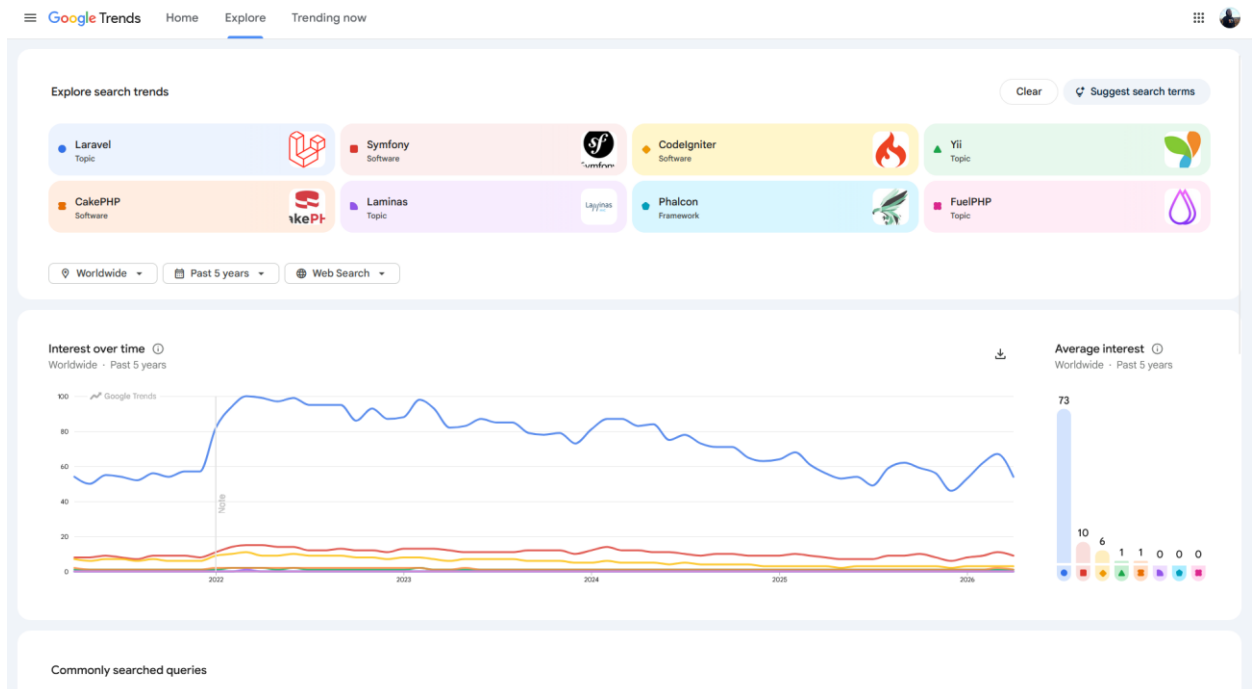 Google Trends Home Explore Trending now
Explore search trends
Clear
Suggest search terms
Laravel
Topic
Symfony
Software
CodeIgniter
Software
Yii
Topic
CakePHP
Software
Laminas
Topic
Phalcon
Framework
FuelPHP
Topic
Worldwide
Past 5 years
Web Search
Interest over time
Worldwide · Past 5 years
Google Trends
100
80
60
40
20
0
Note
2022 2023 2024 2025 2026
Average interest
Worldwide · Past 5 years
73
10
6
1
1
0
0
0
Commonly searched queries